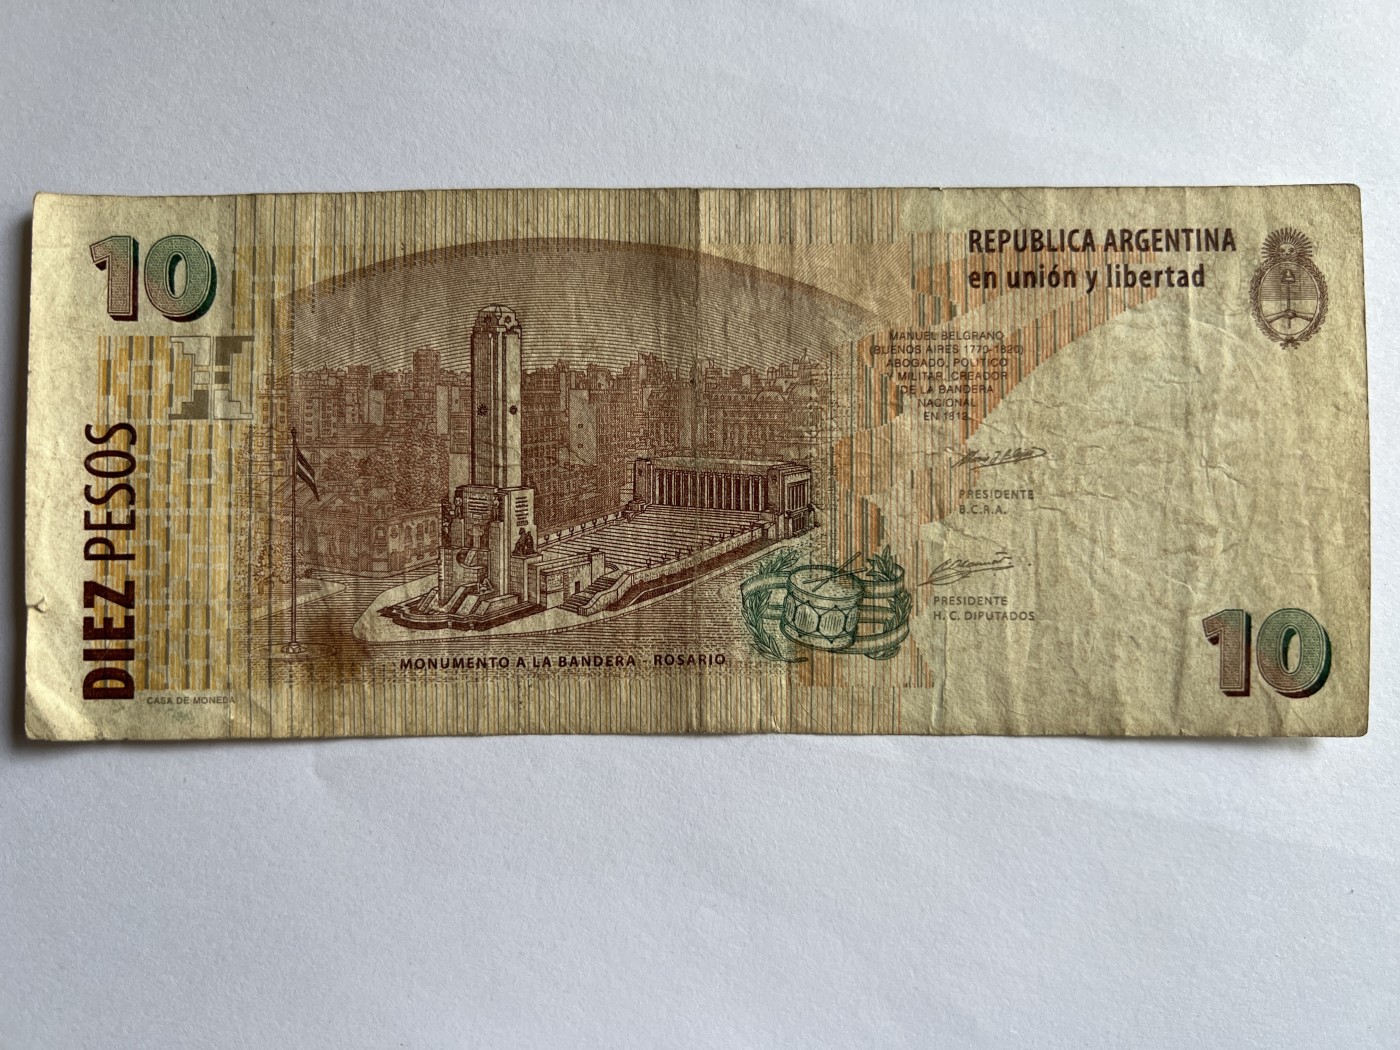 10
REPUBLICA ARGENTINA
en unión y libertad
MANUEL BELGRANO
(BUENOS AIRES 1770-1820)
ABOGADO, POLITICO
Y MILITAR, CREADOR
DE LA BANDERA
NACIONAL
EN 1812
PRESIDENTE
B.C.R.A.
PRESIDENTE
H. C. DIPUTADOS
DIEZ PESOS
MONUMENTO A LA BANDERA - ROSARIO
CASA DE MONEDA
10